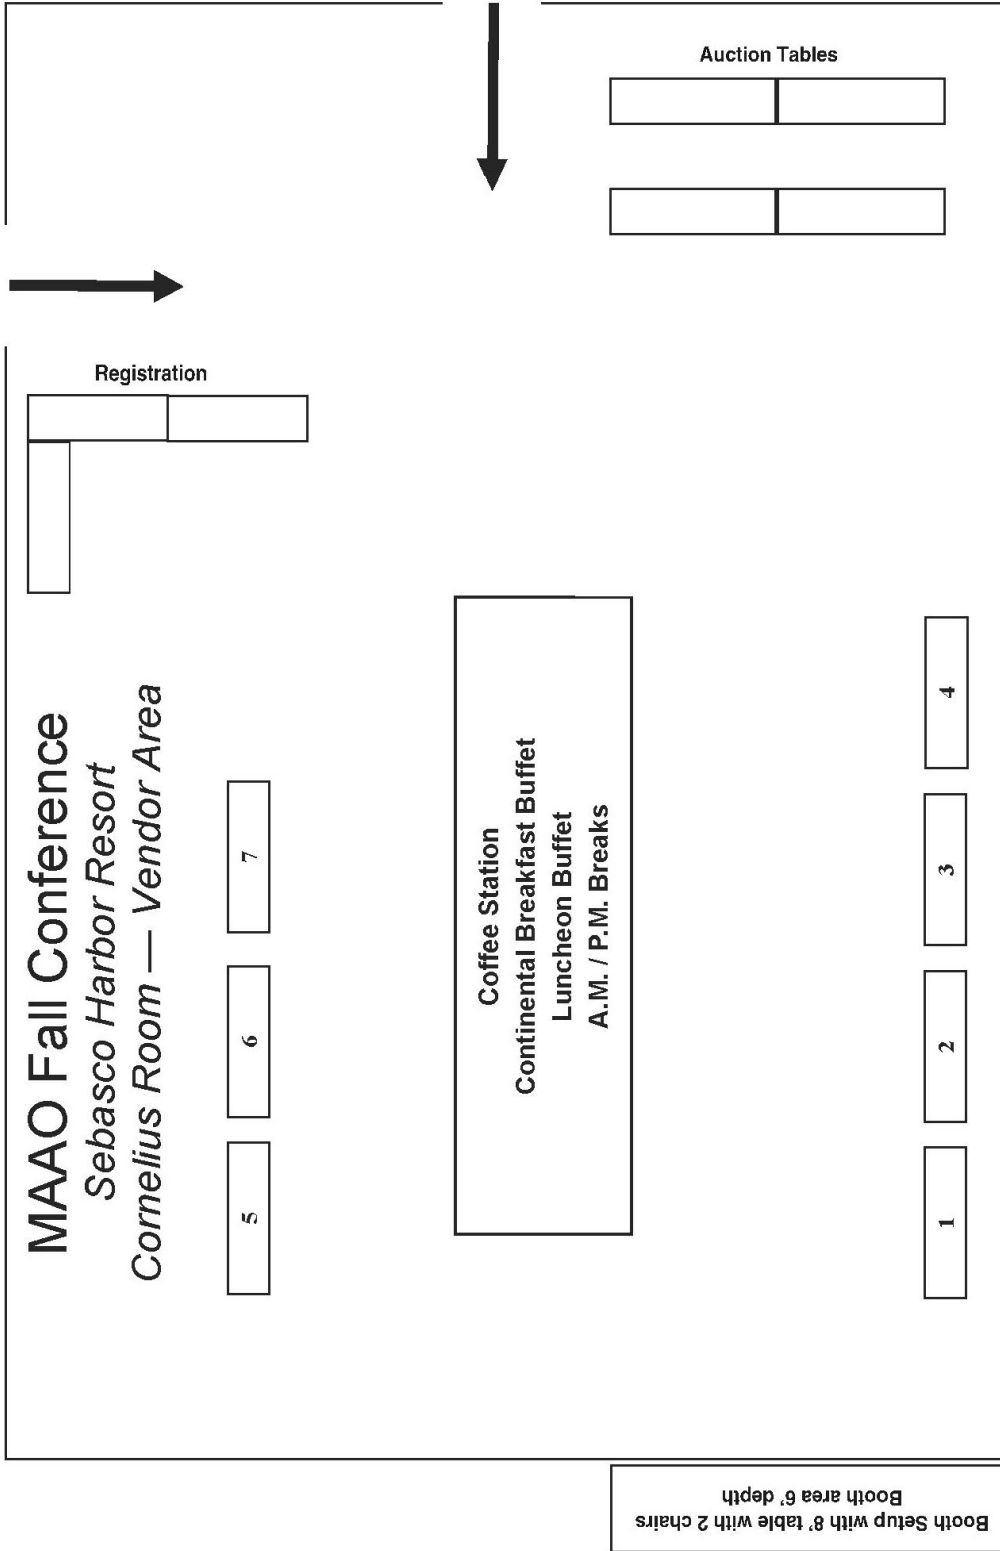 MAAO Fall Conference
Sebasco Harbor Resort
Cornelius Room — Vendor Area
Registration
Auction Tables
5
6
7
Coffee Station
Continental Breakfast Buffet
Luncheon Buffet
A.M. / P.M. Breaks
1
2
3
4
Booth Setup with 8' table with 2 chairs
Booth area 6' depth